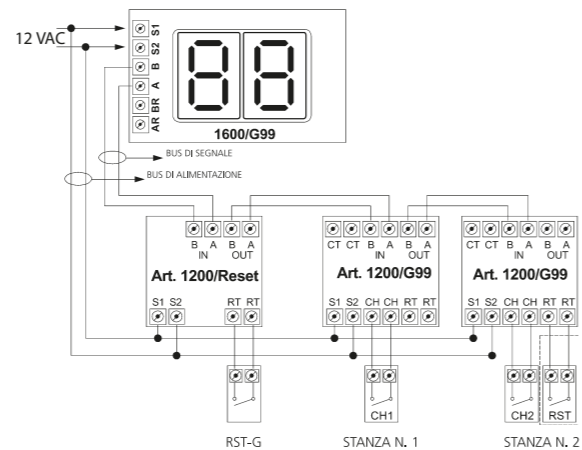 12 VAC
S1
S2
B
A
BR
AR
1600/G99
BUS DI SEGNALE
BUS DI ALIMENTAZIONE
B A B A
IN OUT
Art. 1200/Reset
S1 S2 RT RT
CT CT B A B A
IN OUT
Art. 1200/G99
S1 S2 CH CH RT RT
CT CT B A B A
IN OUT
Art. 1200/G99
S1 S2 CH CH RT RT
CH1
CH2
RST
RST-G
STANZA N. 1
STANZA N. 2